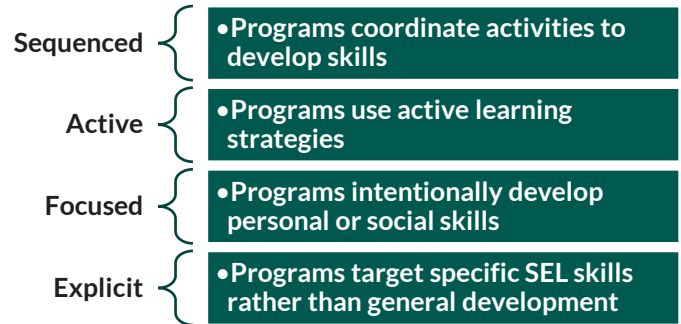 Sequenced
•Programs coordinate activities to
develop skills
Active
•Programs use active learning
strategies
Focused
•Programs intentionally develop
personal or social skills
Explicit
•Programs target specific SEL skills
rather than general development